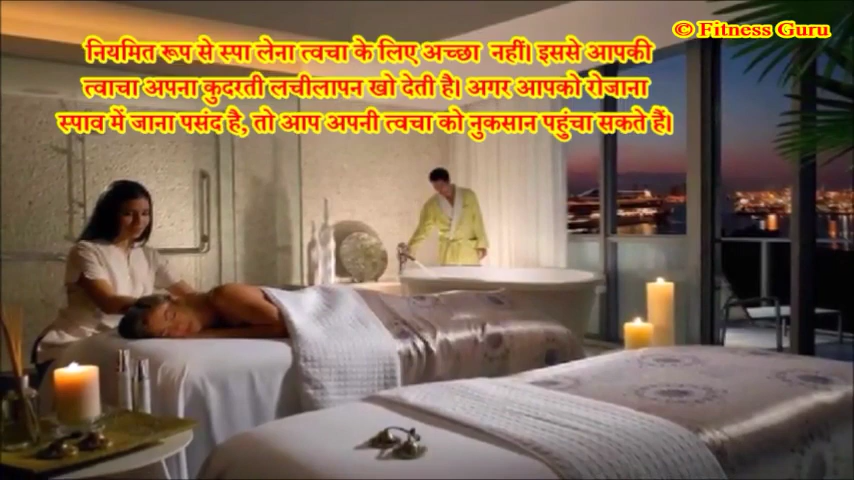 © Fitness Guru
नियमित रूप से स्पा लेना त्वचा के लिए अच्छा नहीं। इससे आपकी
त्वाचा अपना कुदरती लचीलापन खो देती है। अगर आपको रोजाना
स्पाव में जाना पसंद है, तो आप अपनी त्वचा को नुकसान पहुंचा सकते हैं।